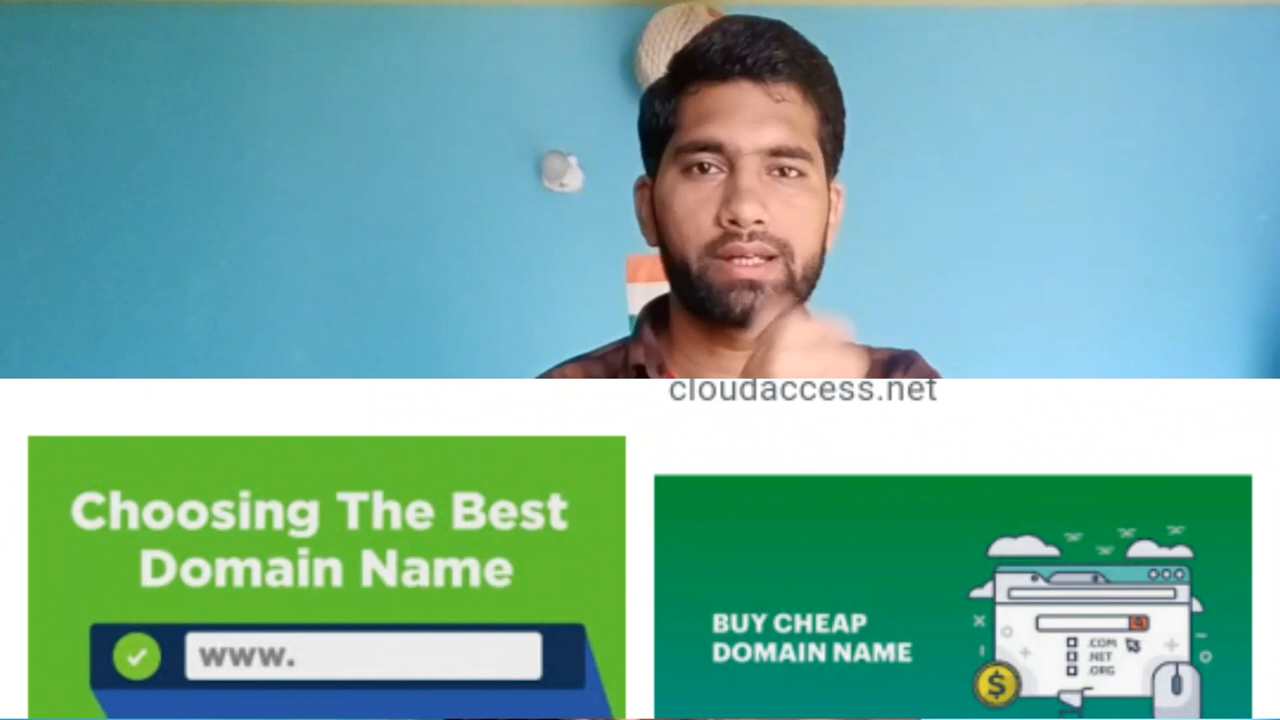 cloudaccess.net
Choosing The Best
Domain Name
www.
BUY CHEAP
DOMAIN NAME
.COM
.NET
.ORG
$